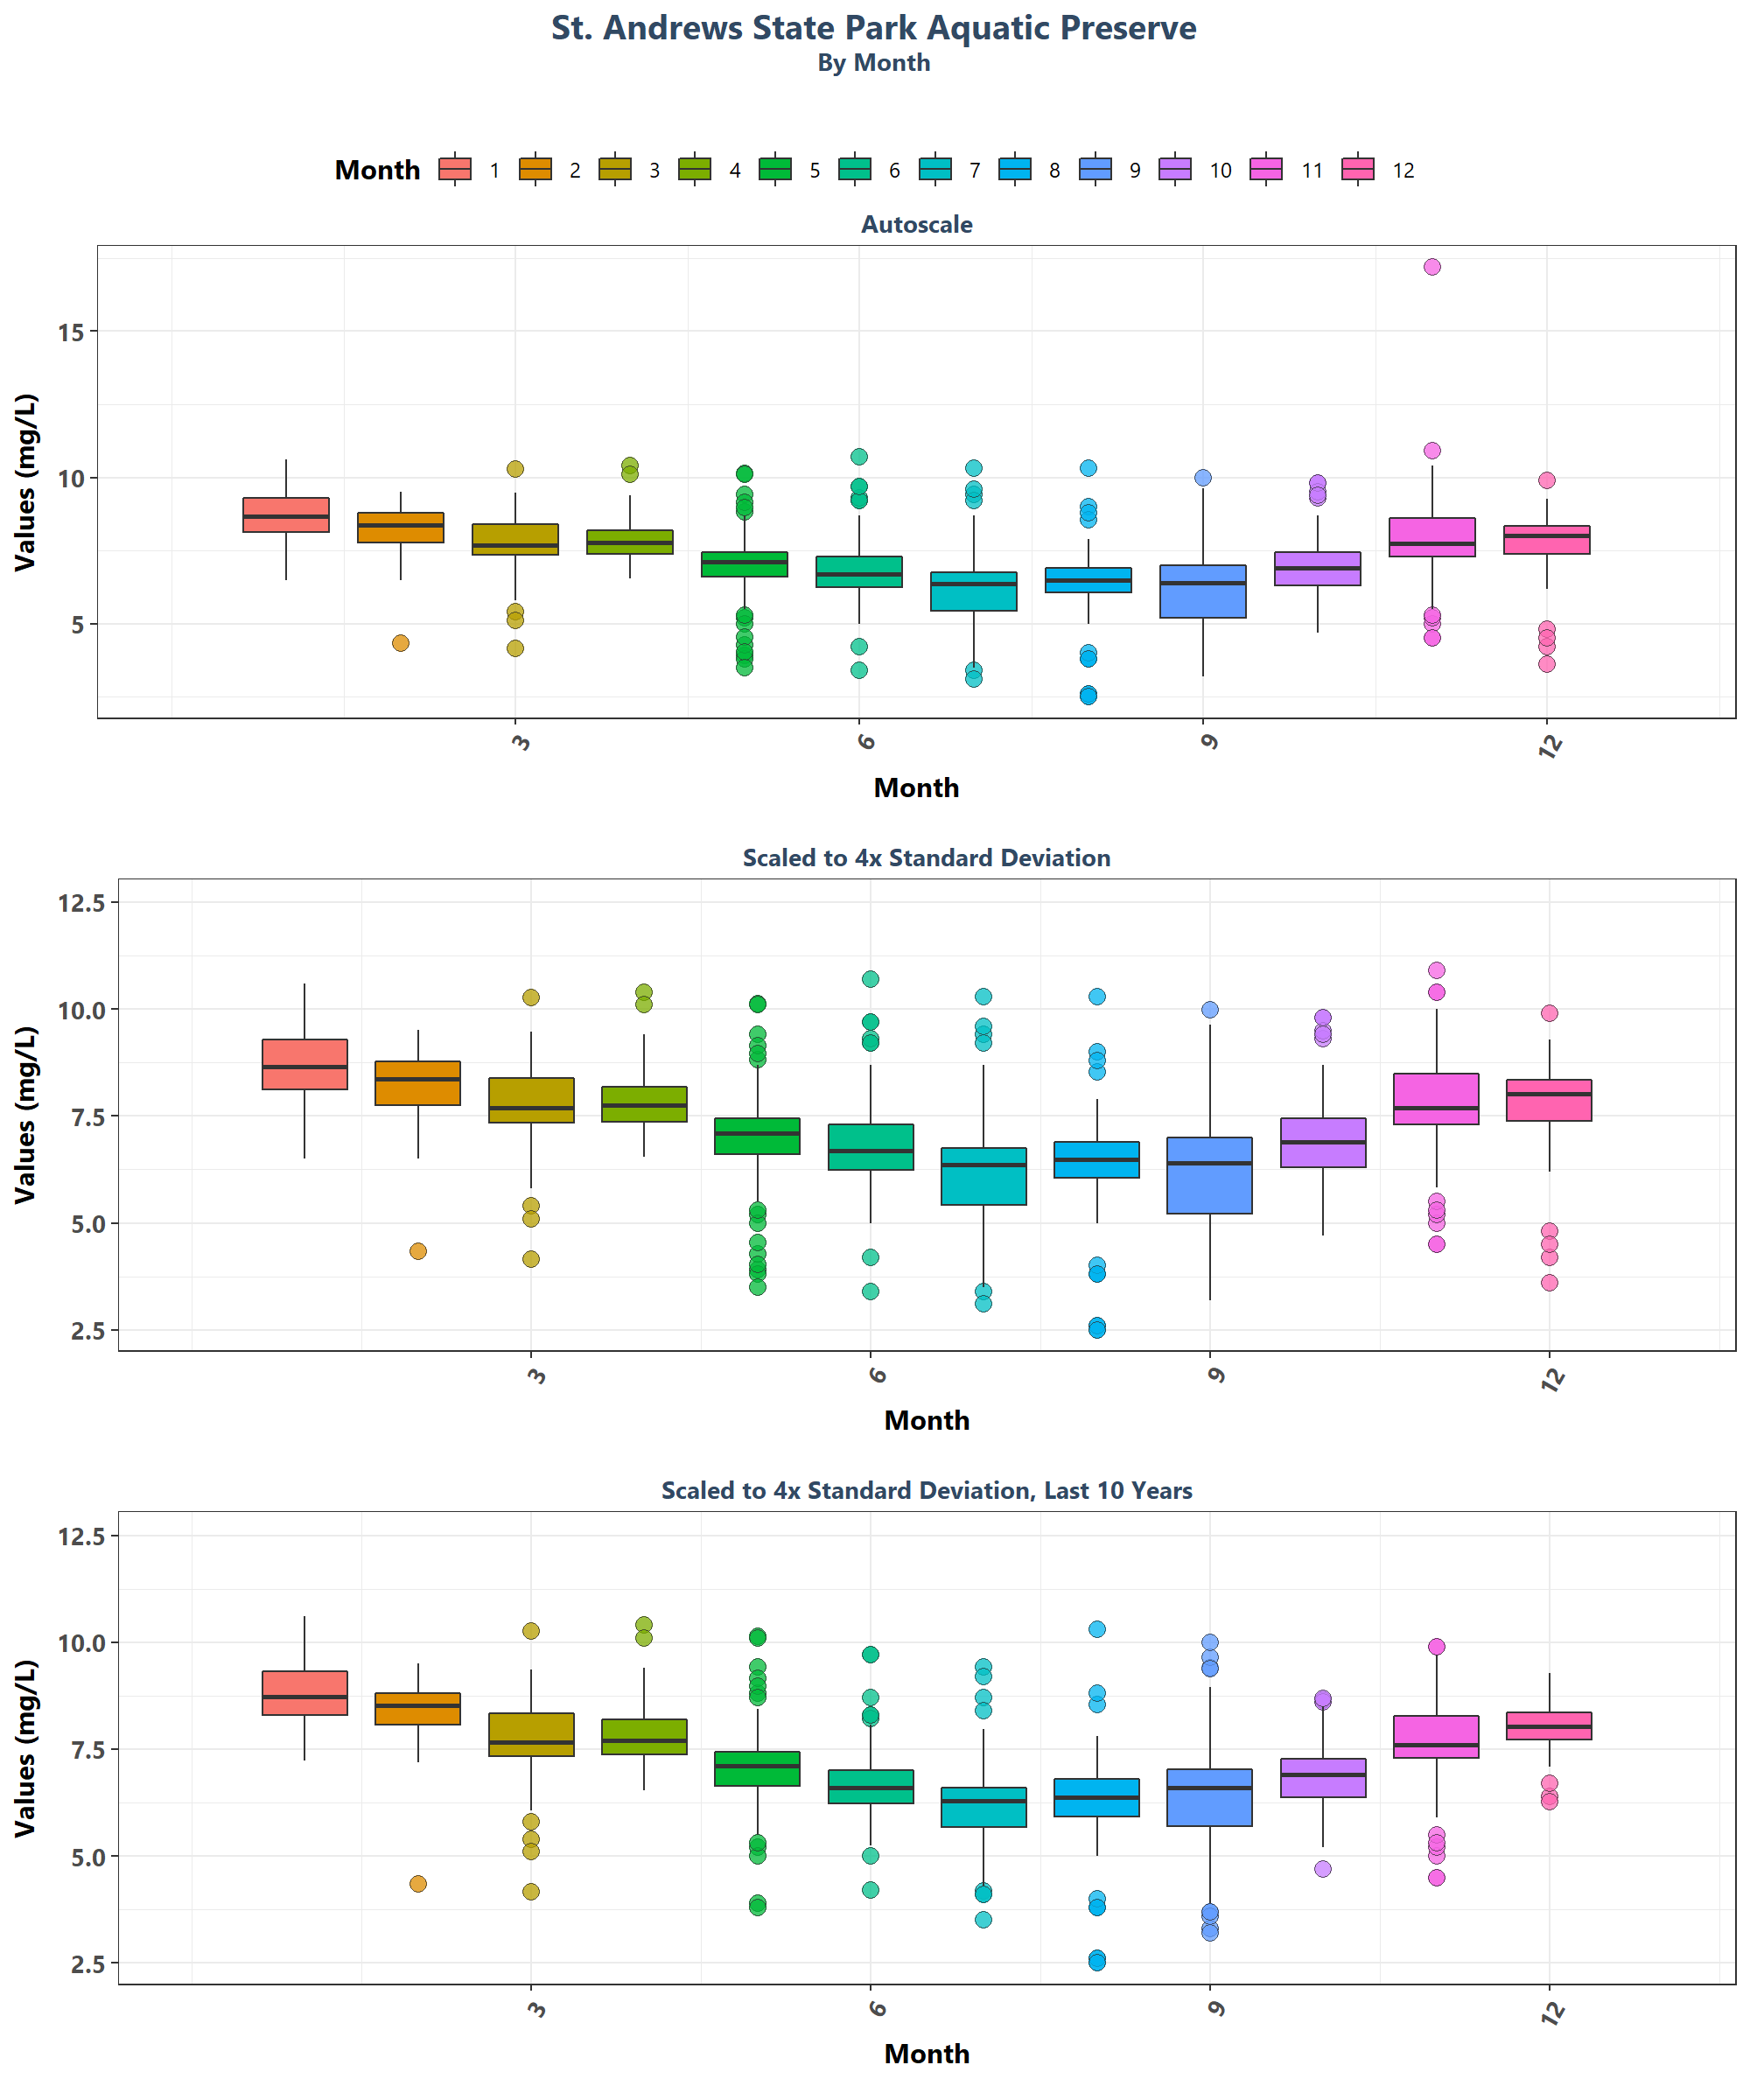 St. Andrews State Park Aquatic Preserve
By Month
Month 1 2 3 4 5 6 7 8 9 10 11 12
Autoscale
Values (mg/L)
15
10
5
3 6 9 12
Month
Scaled to 4x Standard Deviation
Values (mg/L)
12.5
10.0
7.5
5.0
2.5
3 6 9 12
Month
Scaled to 4x Standard Deviation, Last 10 Years
Values (mg/L)
12.5
10.0
7.5
5.0
2.5
3 6 9 12
Month